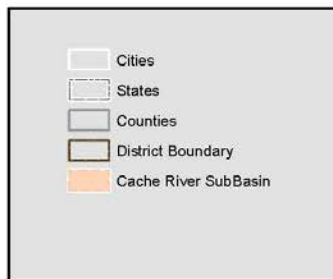 Cities
States
Counties
District Boundary
Cache River SubBasin